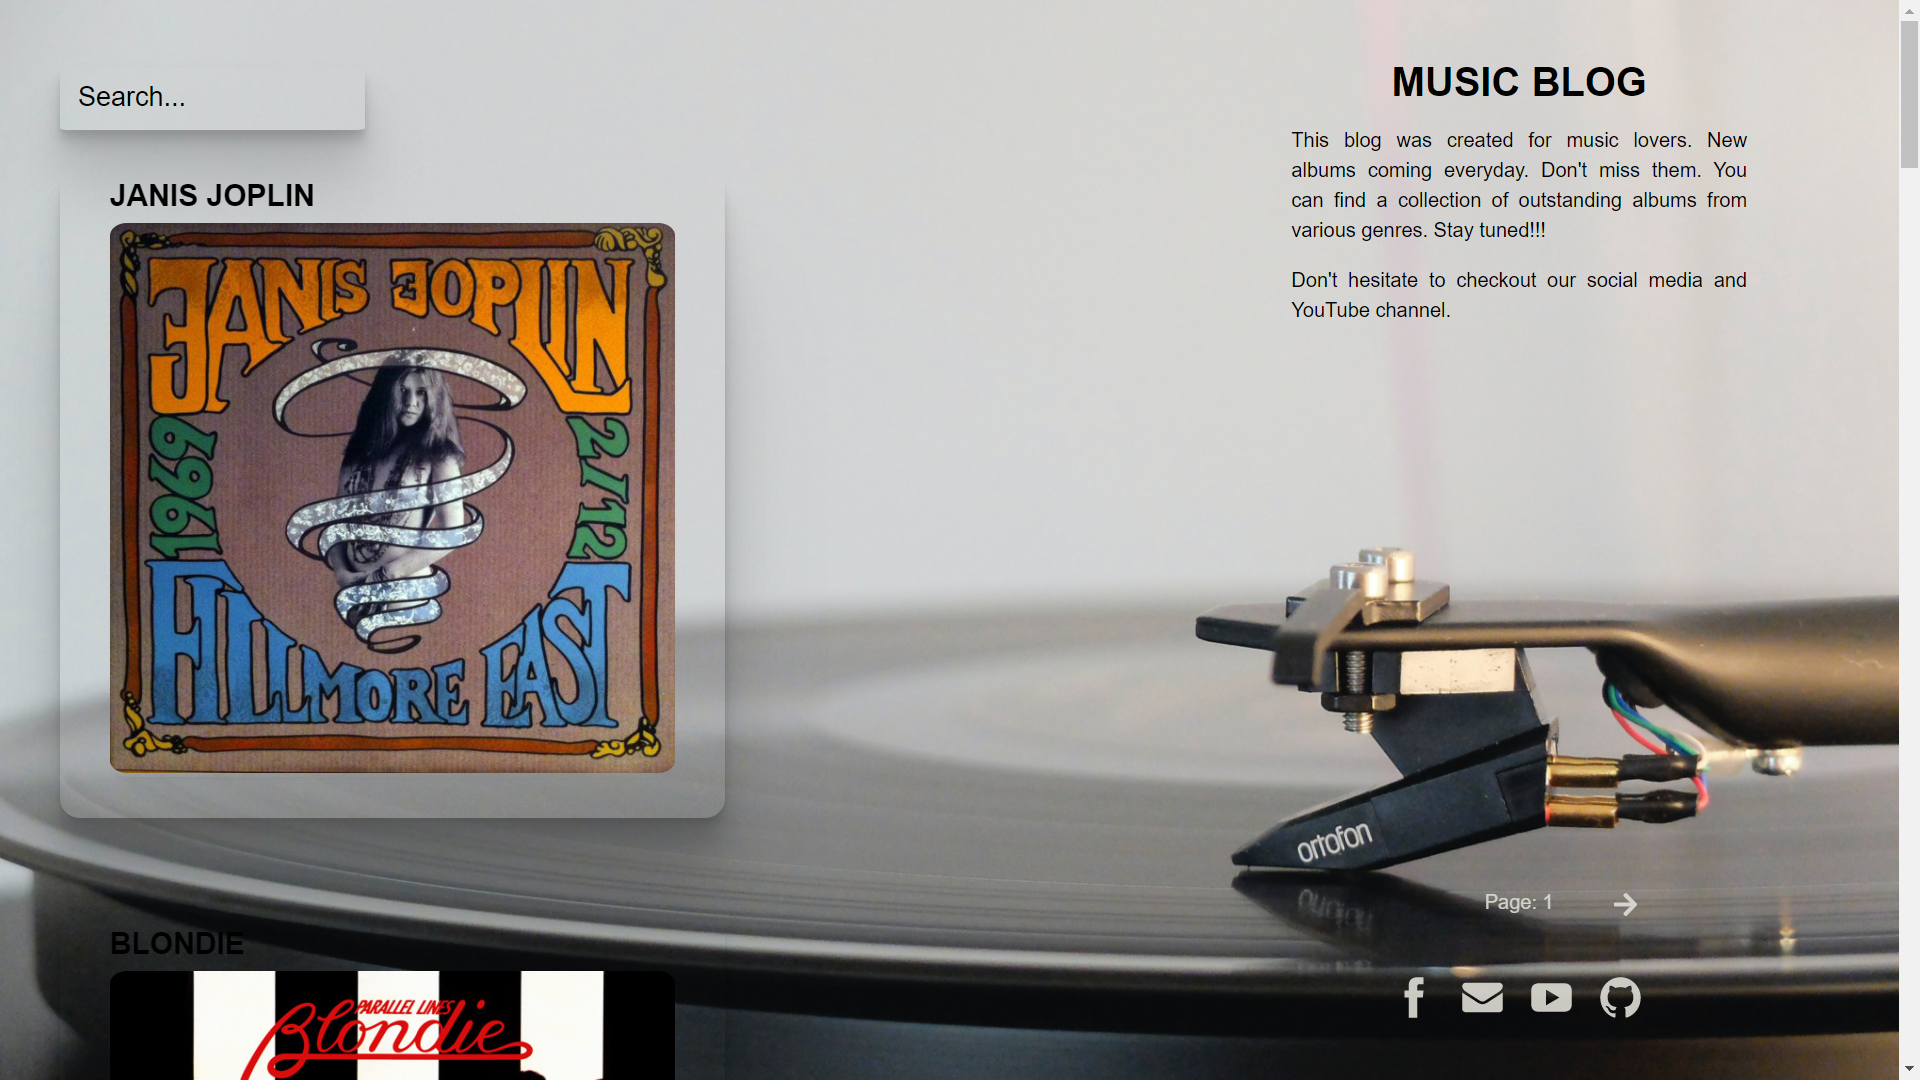 Search...
MUSIC BLOG
This blog was created for music lovers. New
albums coming everyday. Don't miss them. You
can find a collection of outstanding albums from
various genres. Stay tuned!!!
Don't hesitate to checkout our social media and
YouTube channel.
JANIS JOPLIN
JANIS JOPLIN
1969
2/12
FILLMORE EAST
ortofon
Page: 1
BLONDIE
PARALLEL LINES
Blondie